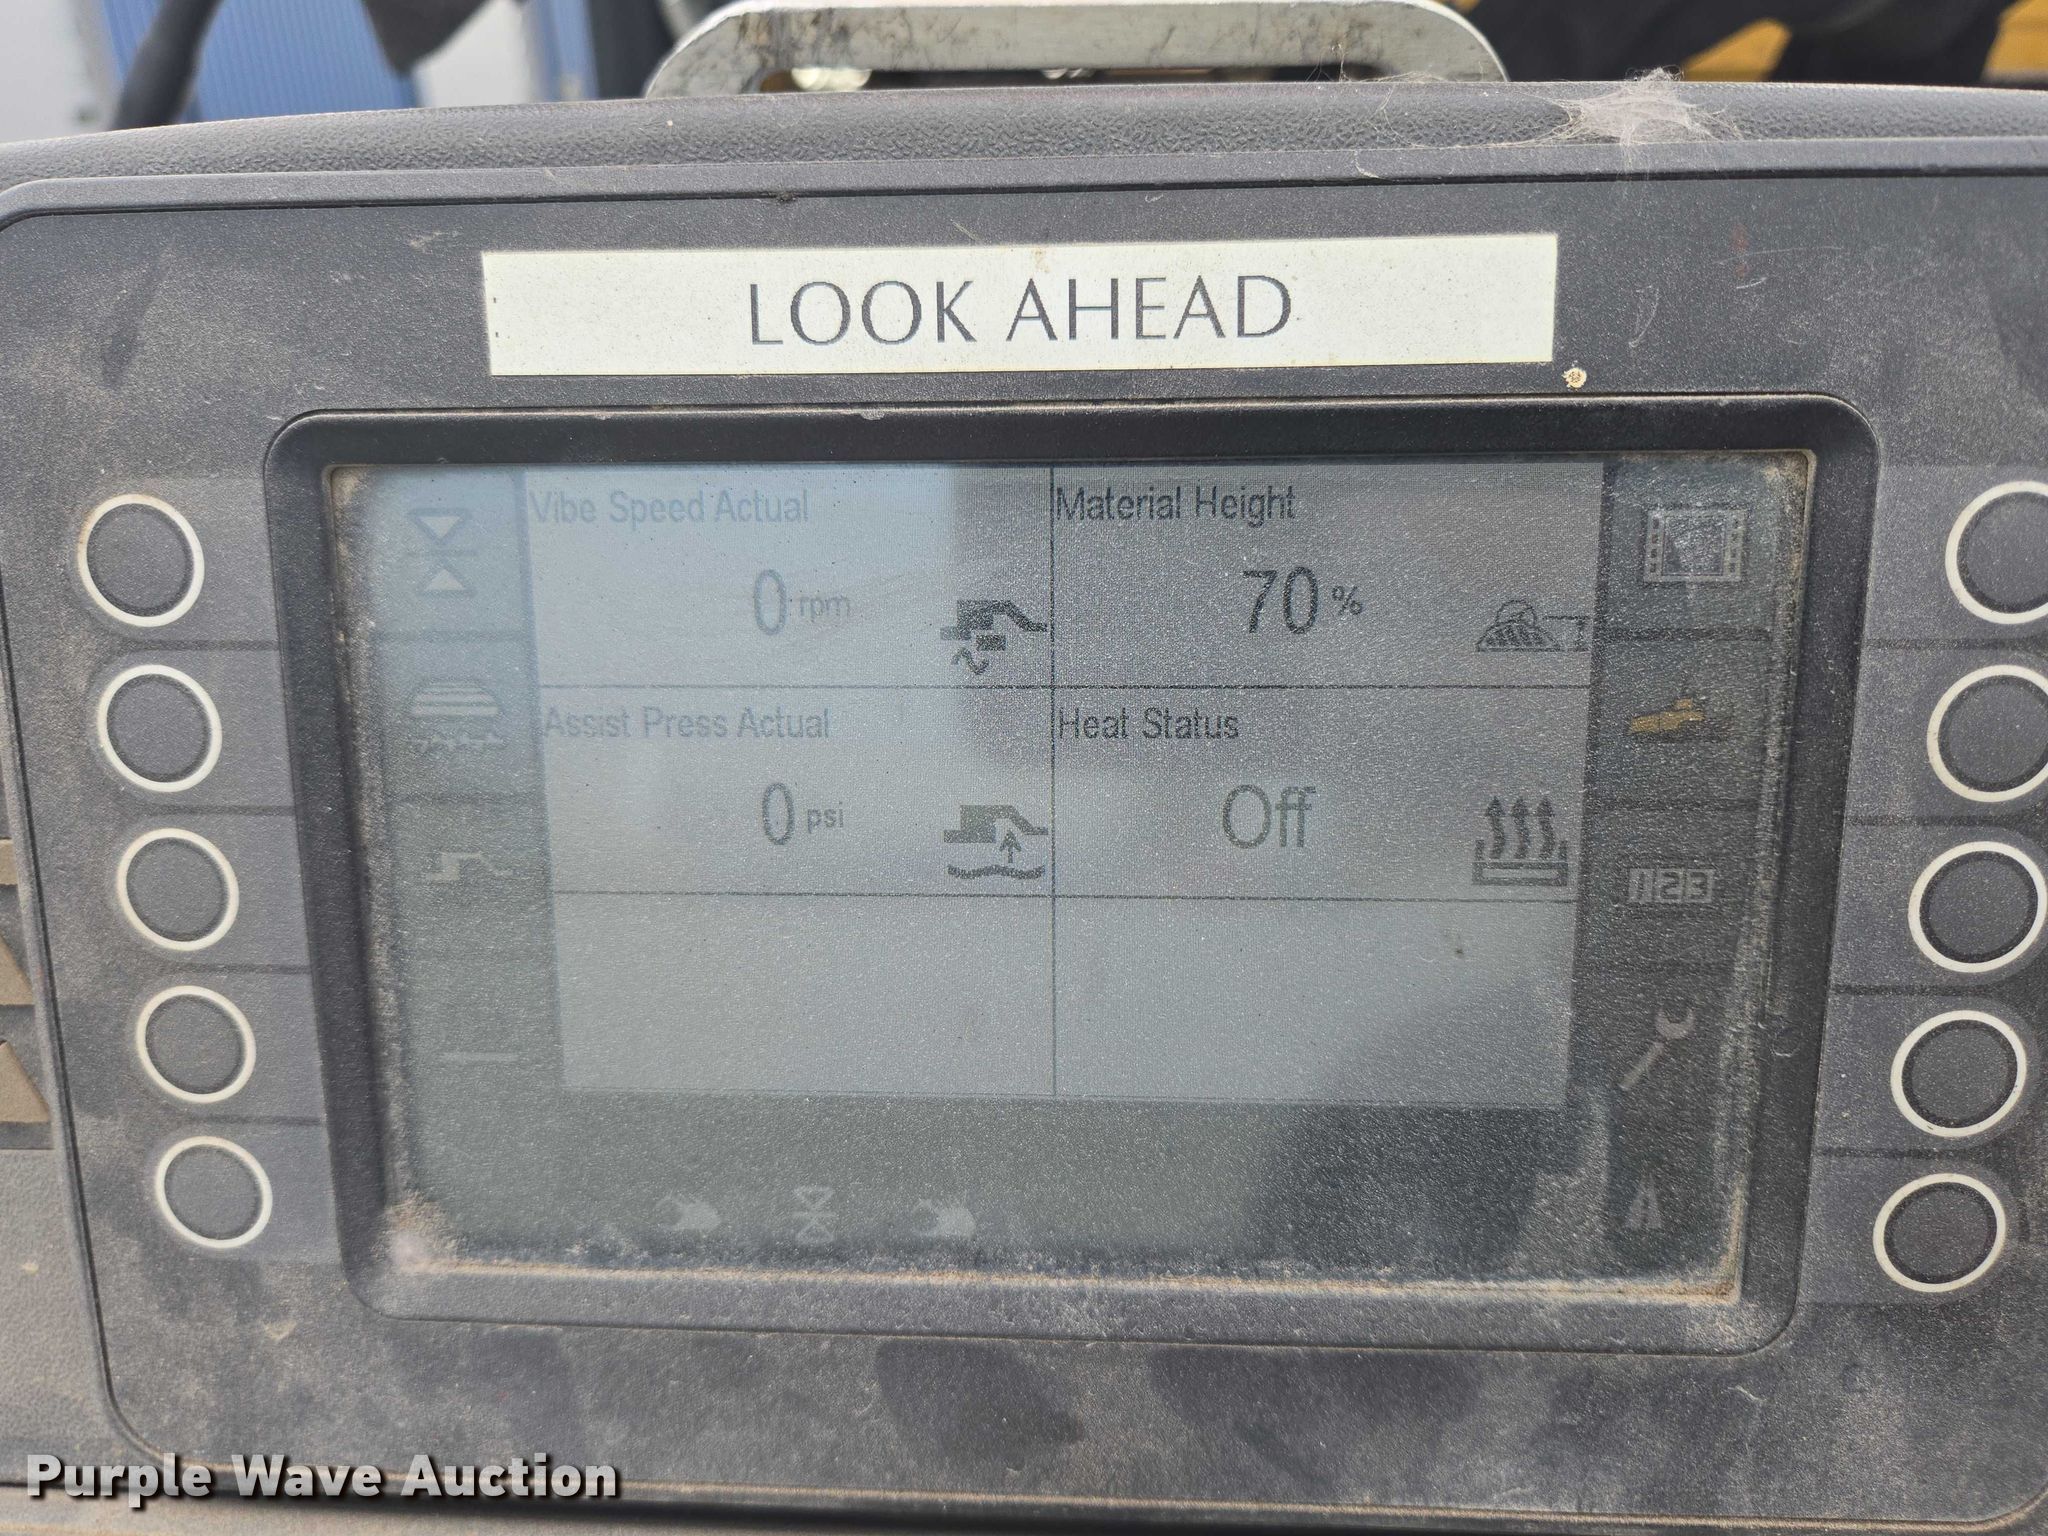 LOOK AHEAD
Vibe Speed Actual
Material Height
0 rpm
70 %
Assist Press Actual
Heat Status
0 psi
Off
123
Purple Wave Auction